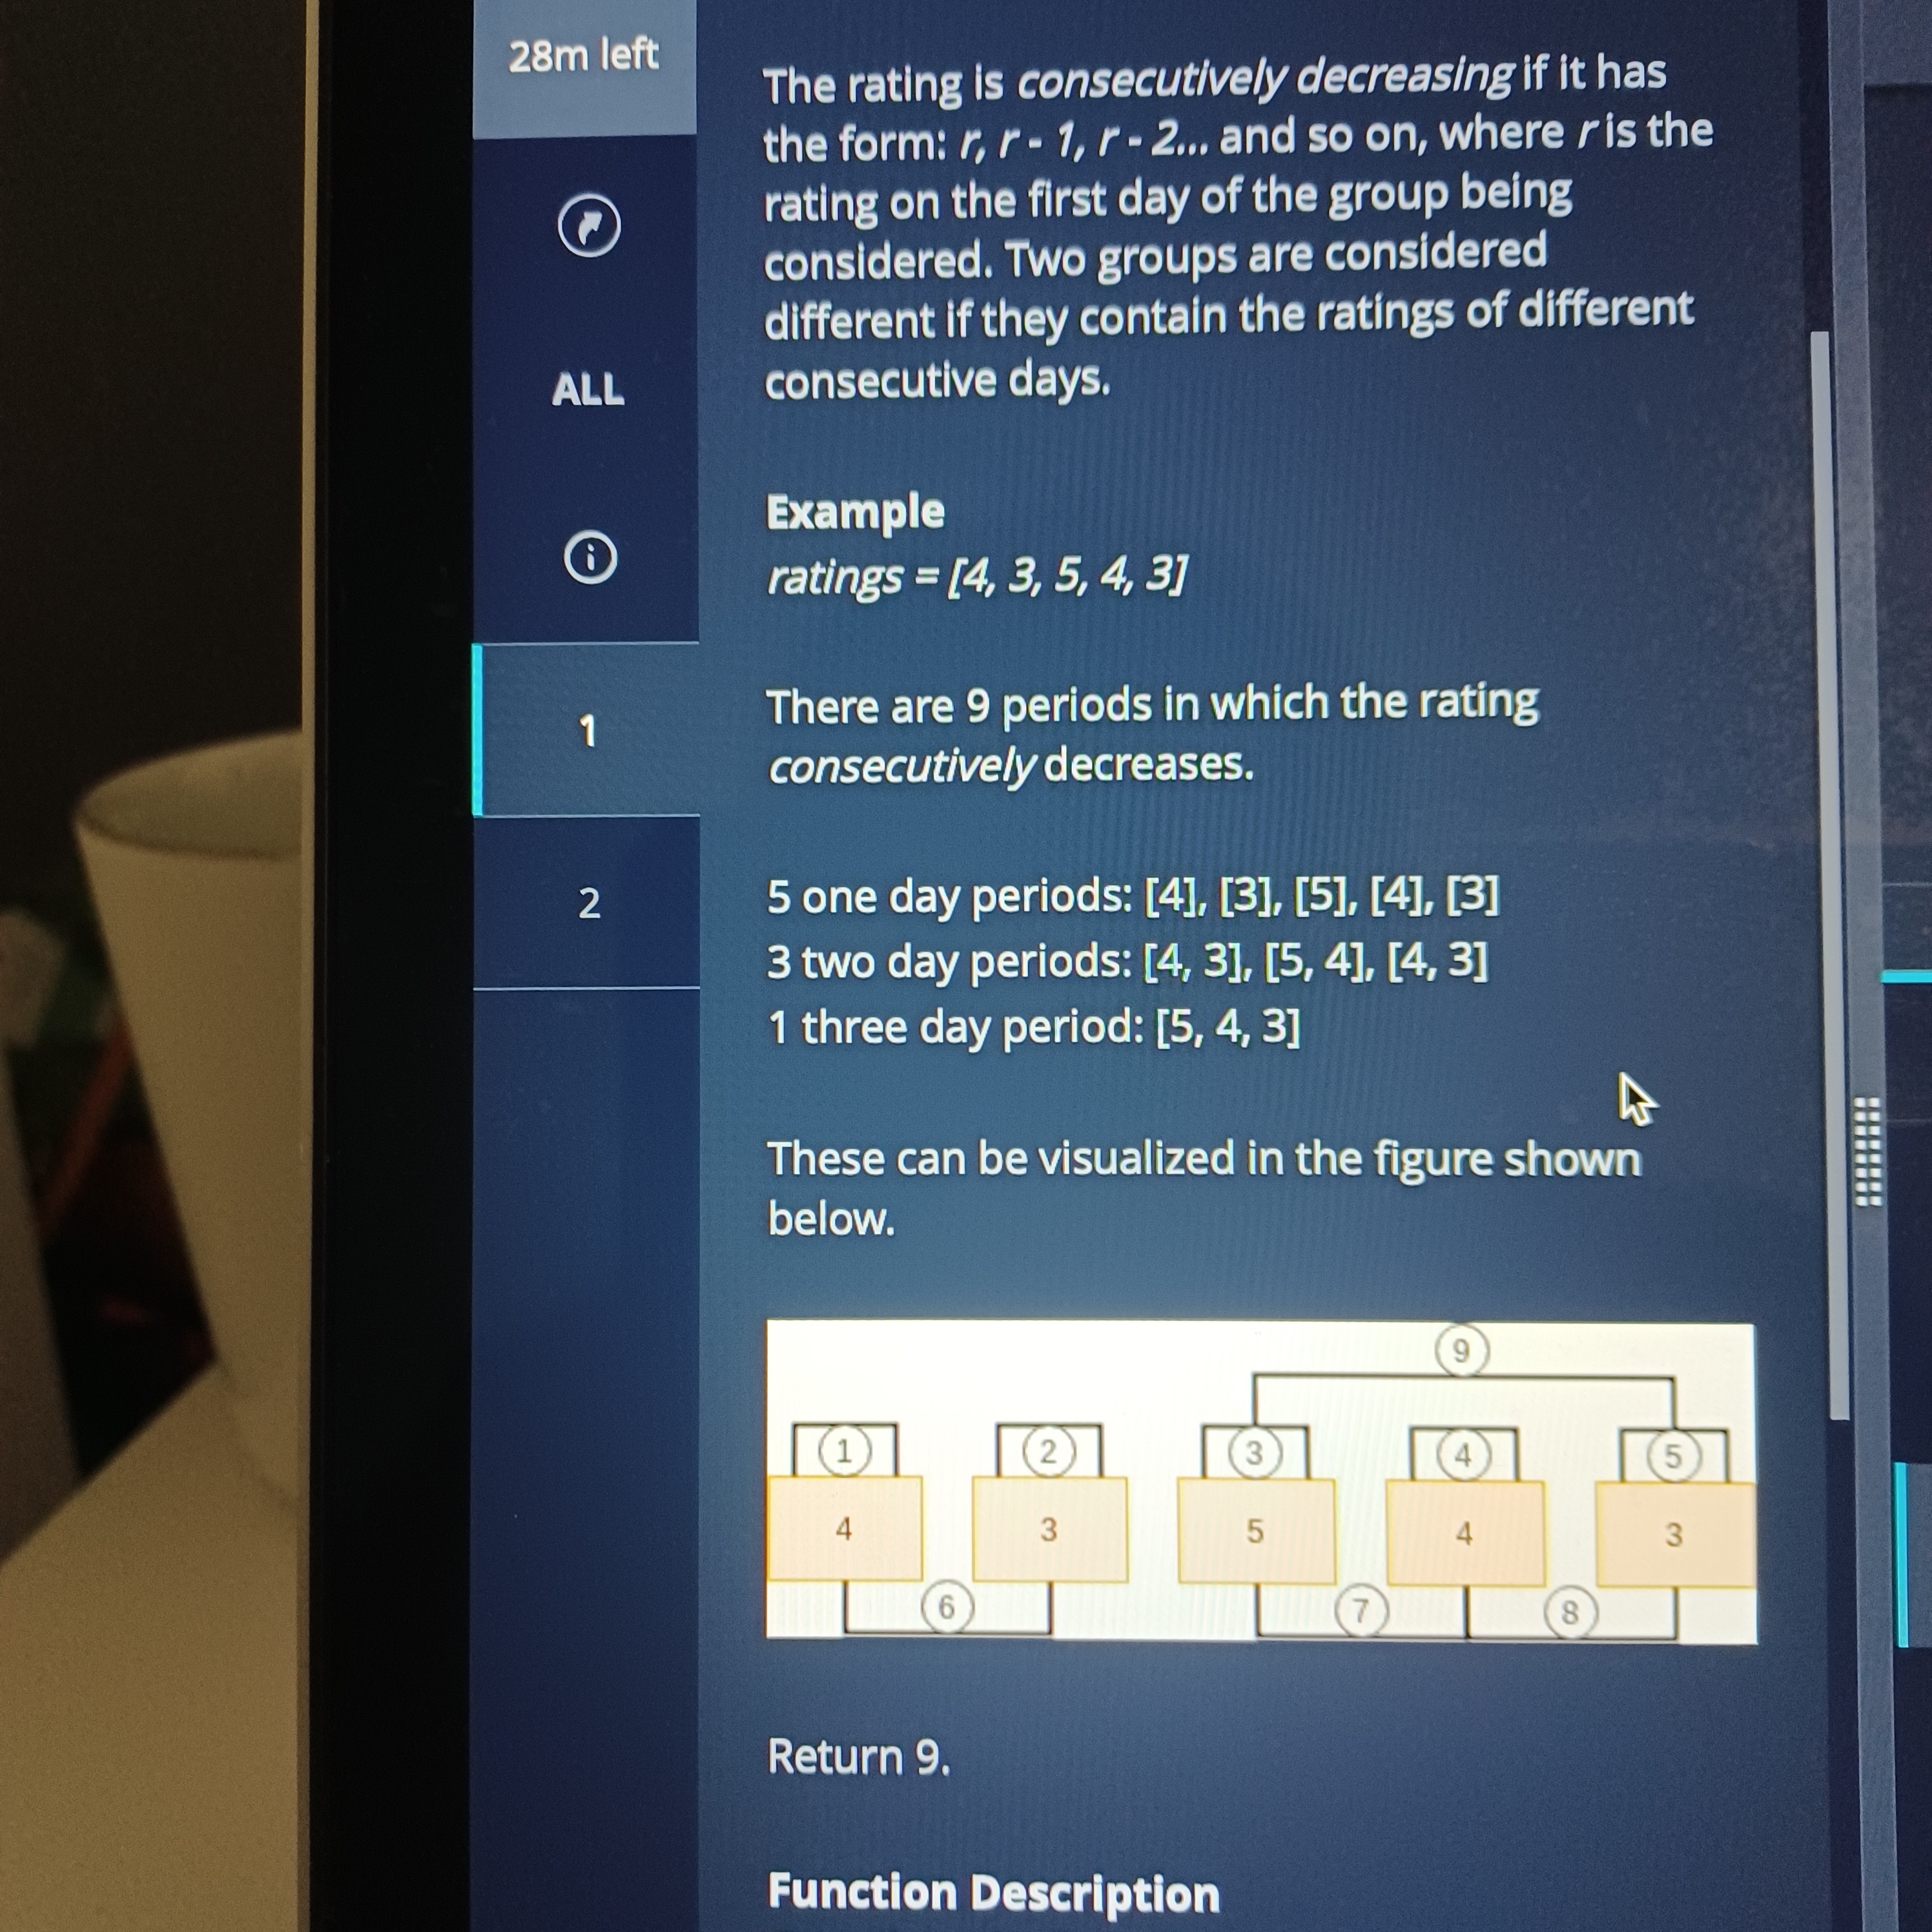 28m left
ALL
1
2
The rating is consecutively decreasing if it has
the form: r, r - 1, r - 2... and so on, where r is the
rating on the first day of the group being
considered. Two groups are considered
different if they contain the ratings of different
consecutive days.
Example
ratings = [4, 3, 5, 4, 3]
There are 9 periods in which the rating
consecutively decreases.
5 one day periods: [4], [3], [5], [4], [3]
3 two day periods: [4, 3], [5, 4], [4, 3]
1 three day period: [5, 4, 3]
These can be visualized in the figure shown
below.
9
1 2 3 4 5
4 3 5 4 3
6 7 8
Return 9.
Function Description